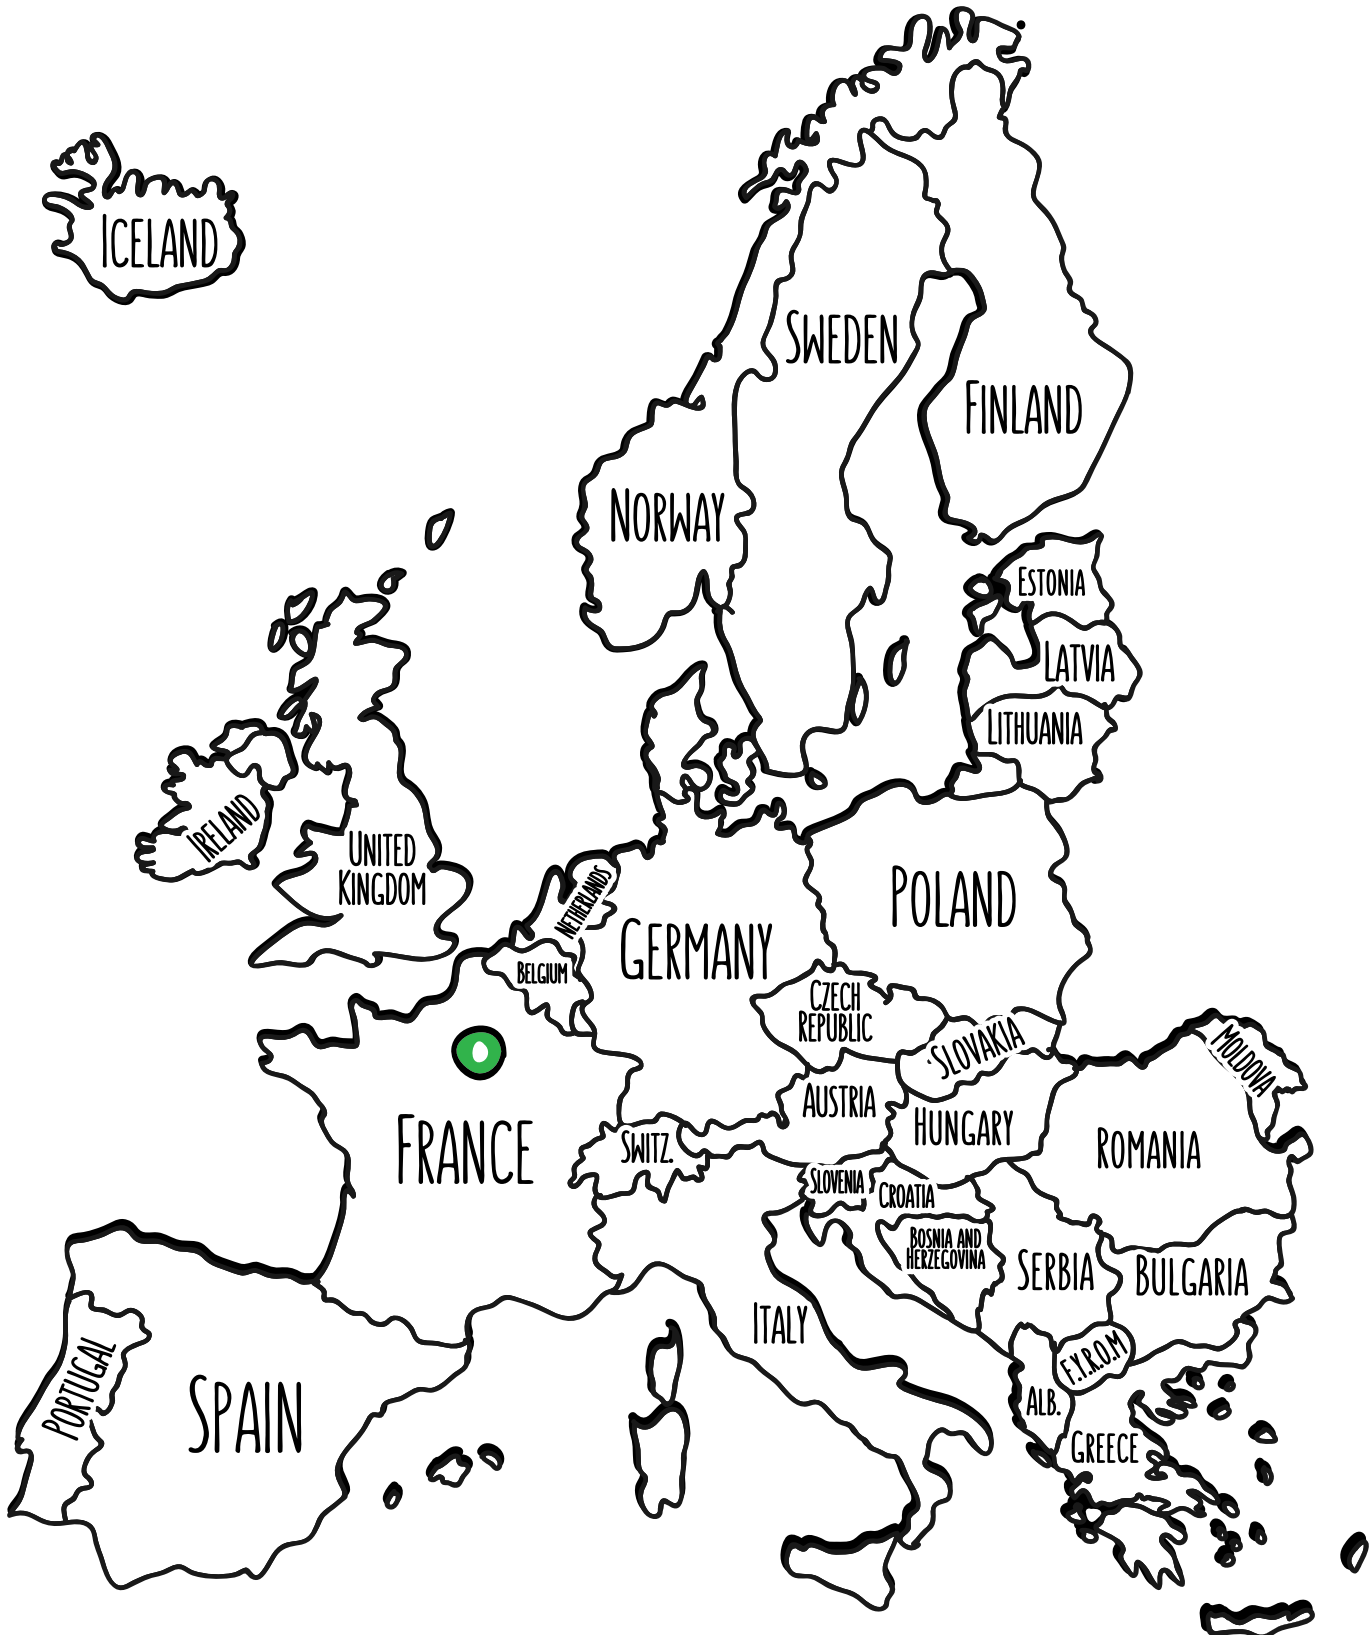 ICELAND
SWEDEN
FINLAND
NORWAY
ESTONIA
LATVIA
LITHUANIA
IRELAND
UNITED
KINGDOM
NETHERLANDS
POLAND
GERMANY
BELGIUM
CZECH
REPUBLIC
SLOVAKIA
MOLDOVA
AUSTRIA
HUNGARY
FRANCE
SWITZ.
ROMANIA
SLOVENIA
CROATIA
BOSNIA AND
HERZEGOVINA
SERBIA
BULGARIA
ITALY
F.Y.R.O.M
PORTUGAL
SPAIN
ALB.
GREECE